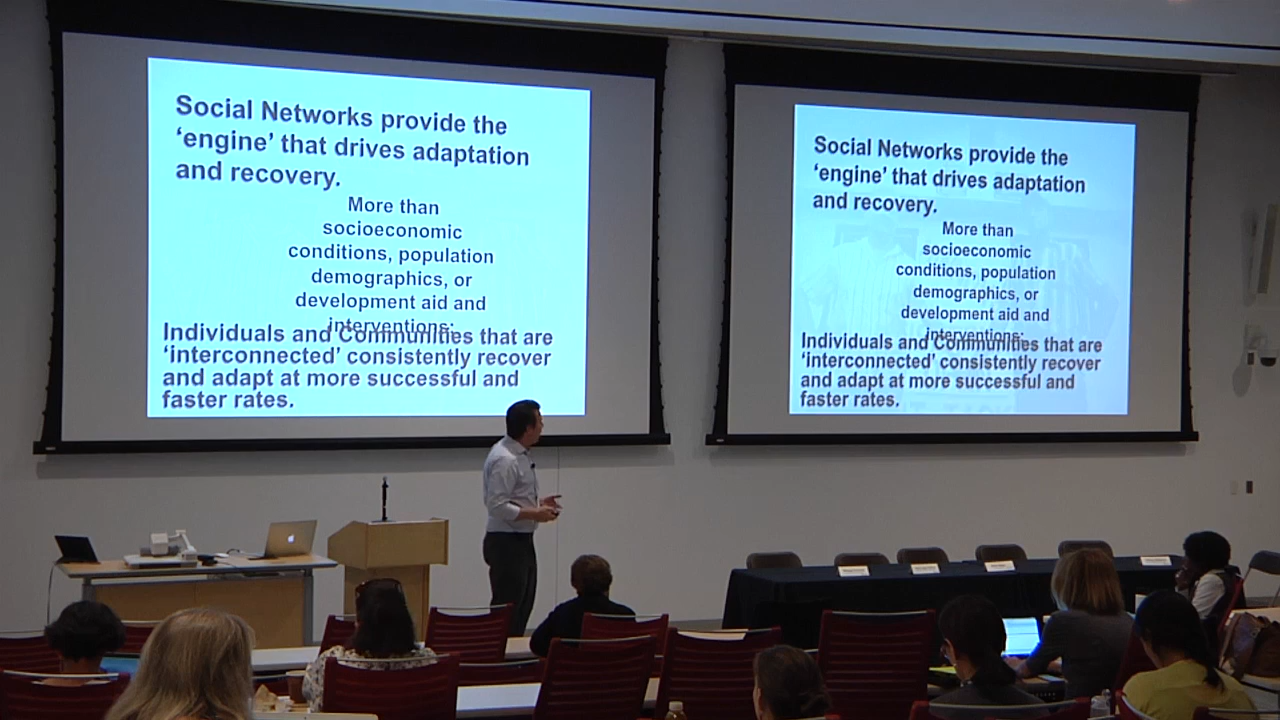 Social Networks provide the
‘engine’ that drives adaptation
and recovery.
More than
socioeconomic
conditions, population
demographics, or
development aid and
interventions:
Individuals and Communities that are
‘interconnected’ consistently recover
and adapt at more successful and
faster rates.
Social Networks provide the
‘engine’ that drives adaptation
and recovery.
More than
socioeconomic
conditions, population
demographics, or
development aid and
interventions:
Individuals and Communities that are
‘interconnected’ consistently recover
and adapt at more successful and
faster rates.